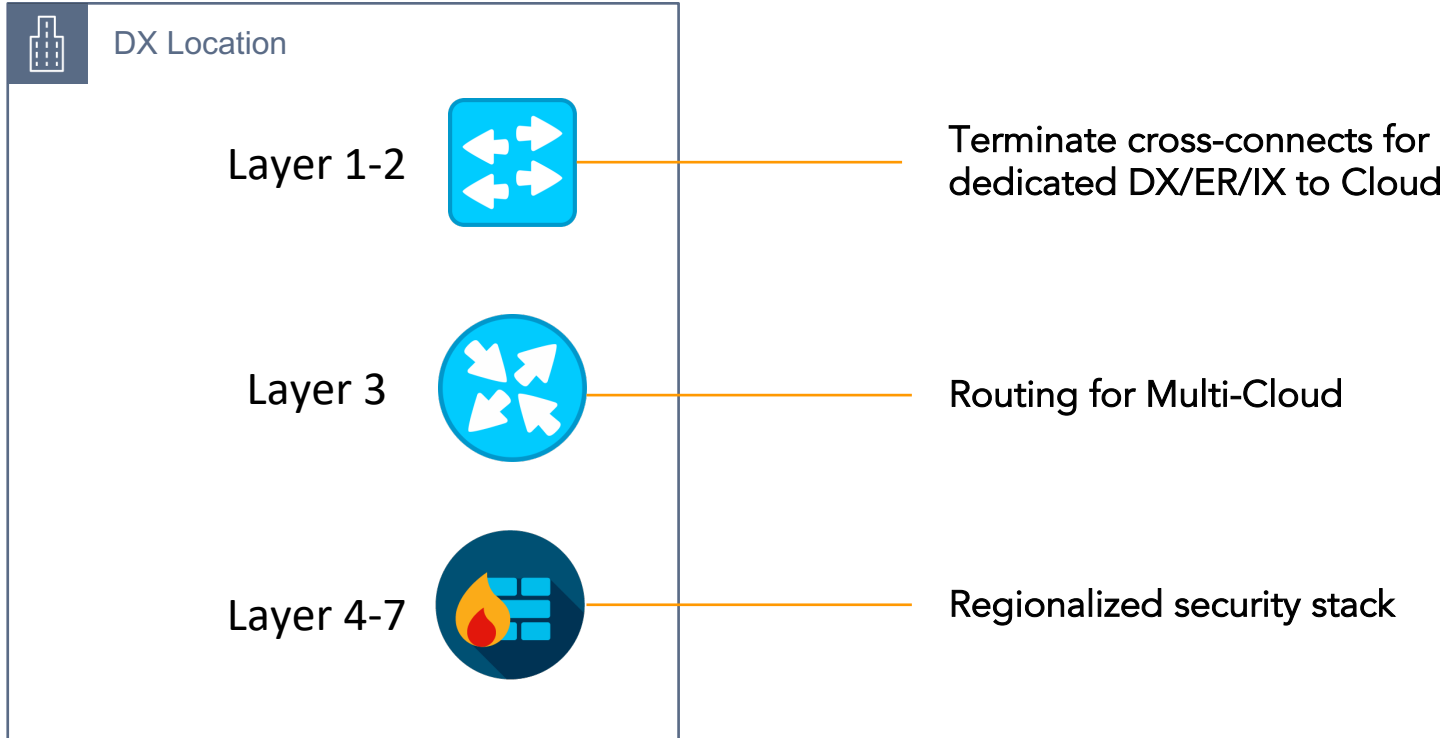 DX Location
Layer 1-2
Terminate cross-connects for
dedicated DX/ER/IX to Cloud
Layer 3
Routing for Multi-Cloud
Layer 4-7
Regionalized security stack